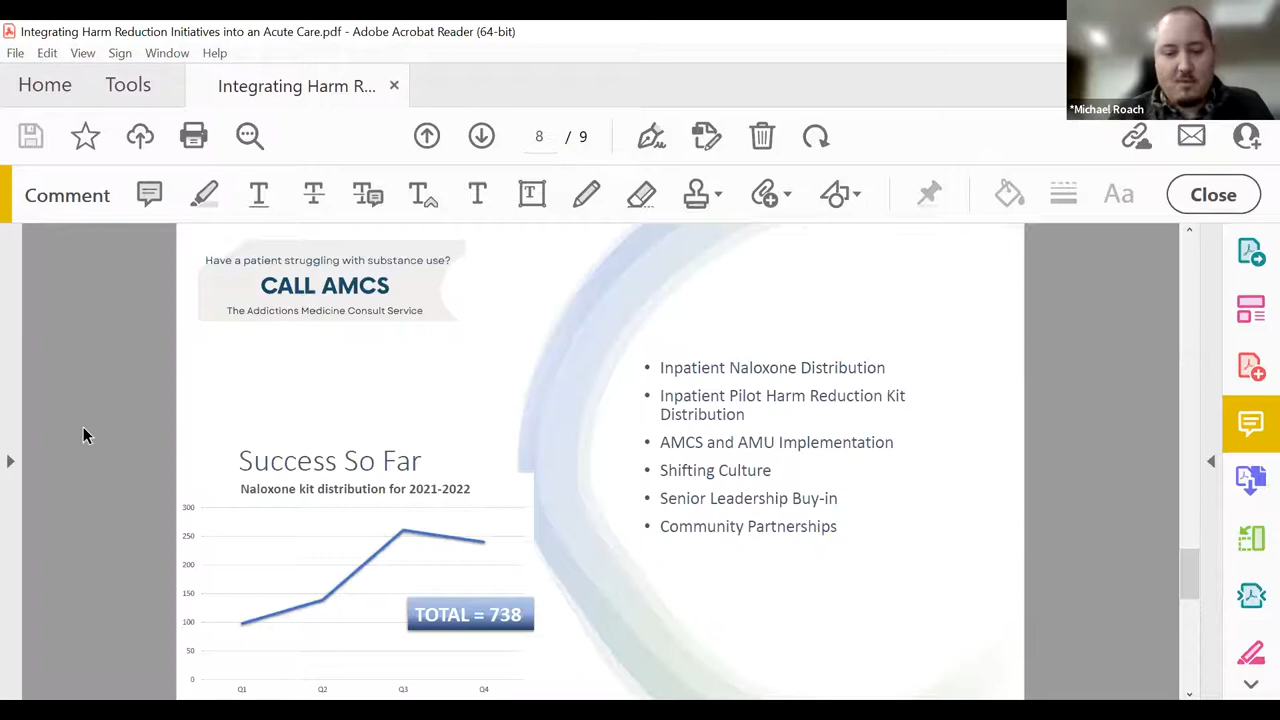 Integrating Harm Reduction Initiatives into an Acute Care.pdf - Adobe Acrobat Reader (64-bit)
File Edit View Sign Window Help
Home Tools Integrating Harm R... ×
8 / 9
*Michael Roach
Comment
Aa
Close
Have a patient struggling with substance use?
CALL AMCS
The Addictions Medicine Consult Service
Success So Far
Naloxone kit distribution for 2021-2022
300
250
200
150
100
50
0
Q1 Q2 Q3 Q4
TOTAL = 738
• Inpatient Naloxone Distribution
• Inpatient Pilot Harm Reduction Kit
Distribution
• AMCS and AMU Implementation
• Shifting Culture
• Senior Leadership Buy-in
• Community Partnerships